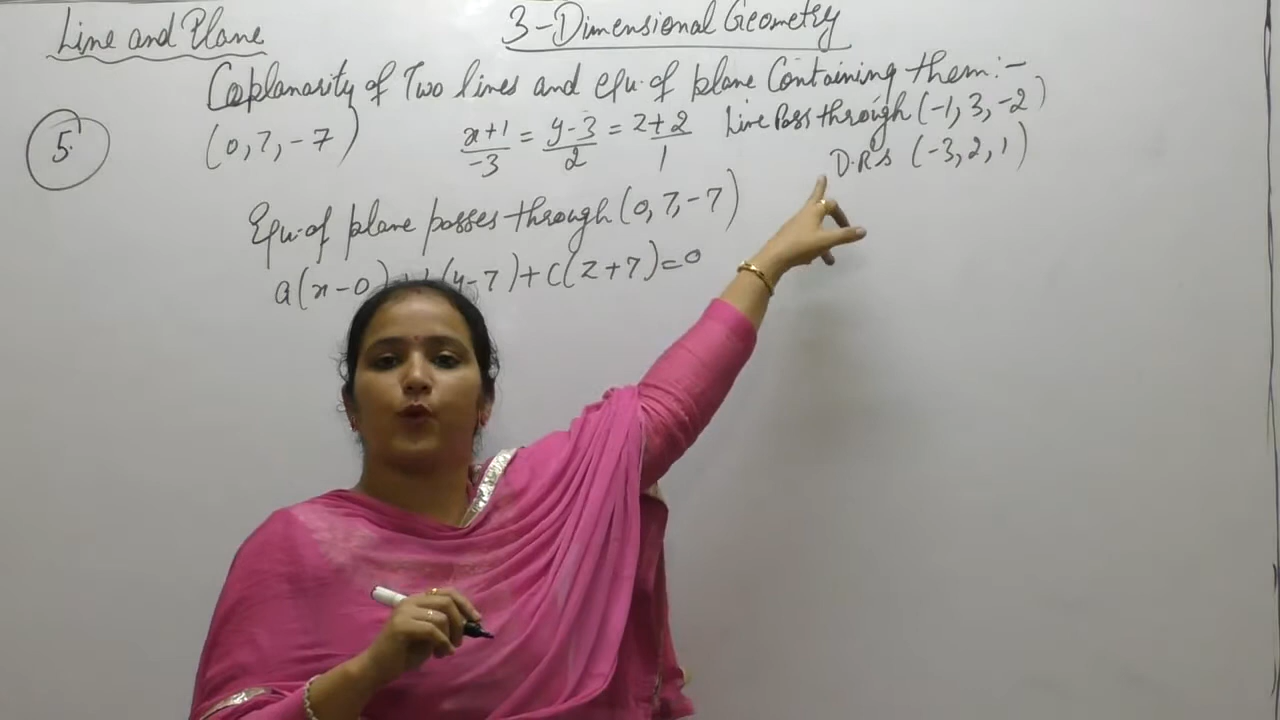 Line and Plane
3-Dimensional Geometry
Coplanarity of Two lines and equ. of plane Containing them:-
5.
(0, 7, -7)
x+1/-3 = y-3/2 = z+2/1
Line Pass through (-1, 3, -2)
D.R's (-3, 2, 1)
Equ. of plane passes through (0, 7, -7)
a(x-0) + (y-7) + c(z+7) = 0